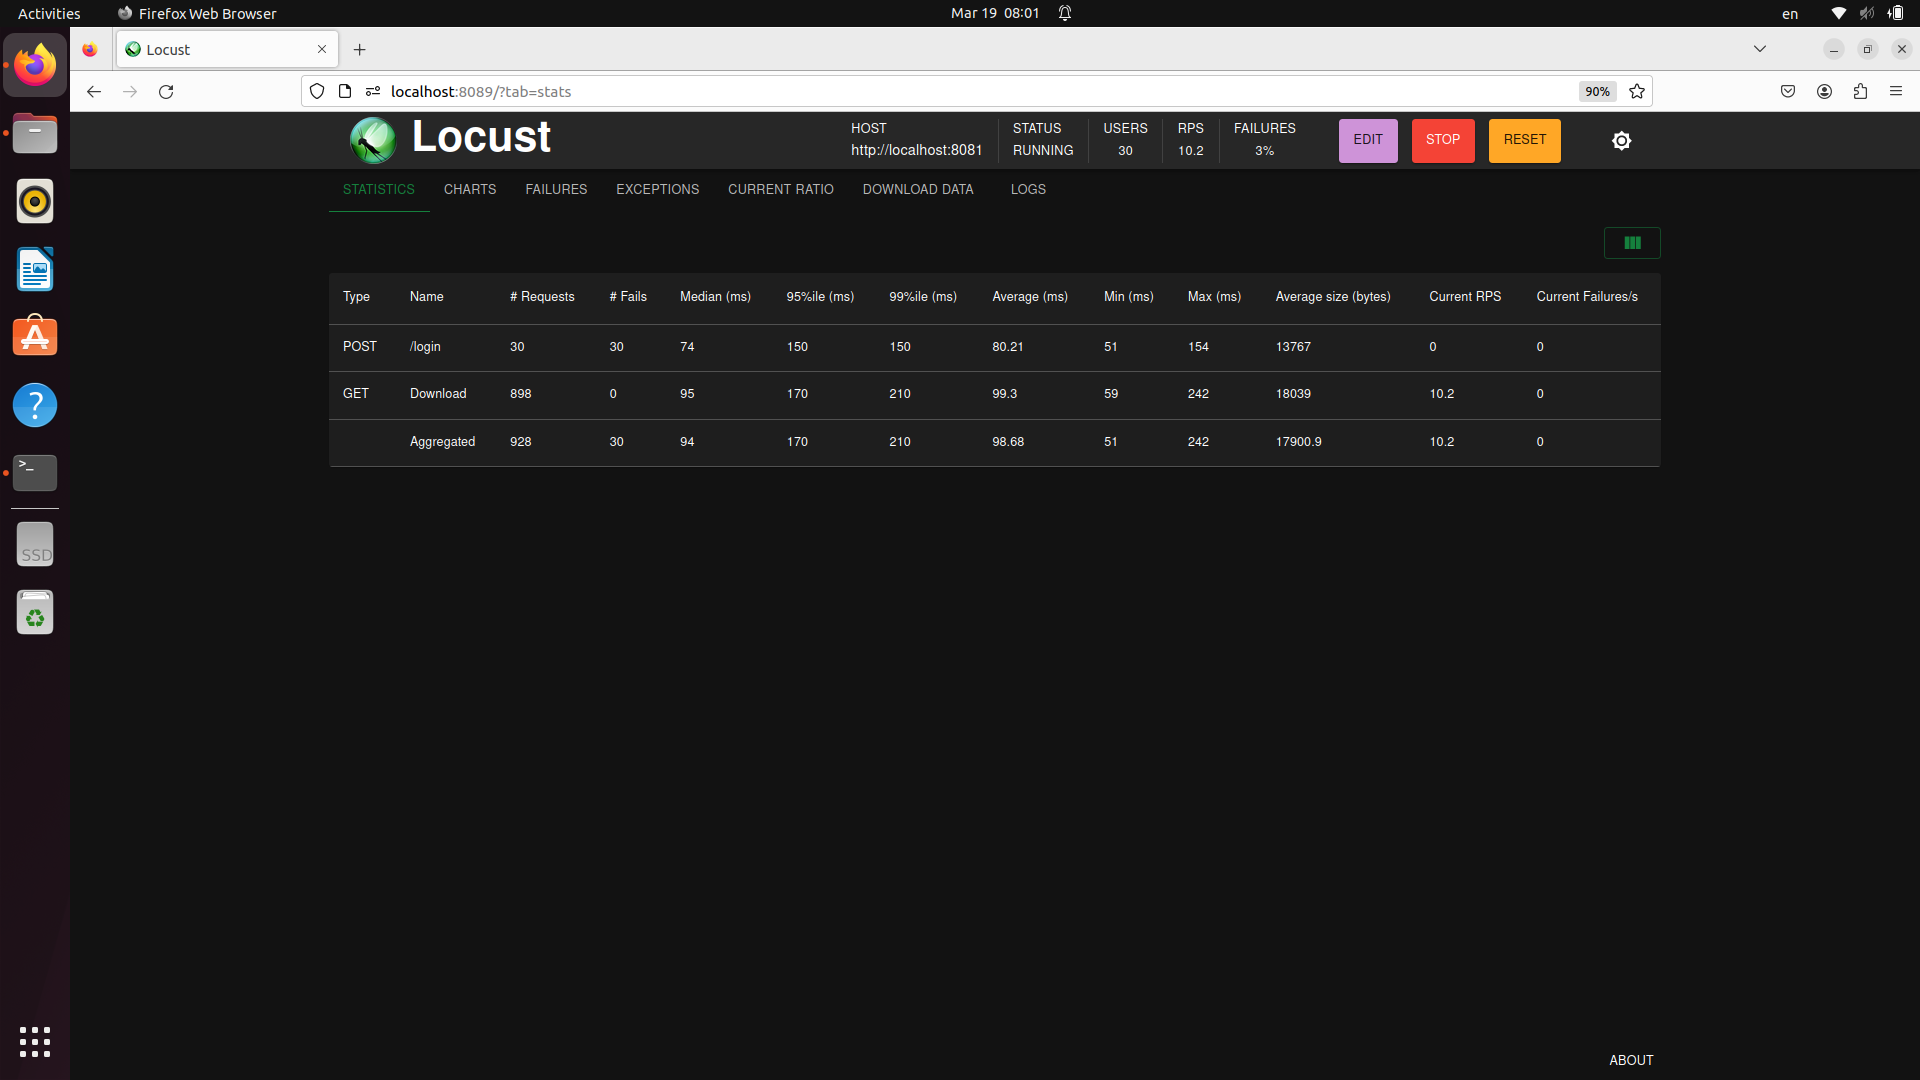 Activities Firefox Web Browser Mar 19 08:01 en
Locust
localhost:8089/?tab=stats 90%
Locust
HOST STATUS USERS RPS FAILURES
http://localhost:8081 RUNNING 30 10.2 3%
EDIT STOP RESET
STATISTICS CHARTS FAILURES EXCEPTIONS CURRENT RATIO DOWNLOAD DATA LOGS
Type Name # Requests # Fails Median (ms) 95%ile (ms) 99%ile (ms) Average (ms) Min (ms) Max (ms) Average size (bytes) Current RPS Current Failures/s
POST /login 30 30 74 150 150 80.21 51 154 13767 0 0
GET Download 898 0 95 170 210 99.3 59 242 18039 10.2 0
Aggregated 928 30 94 170 210 98.68 51 242 17900.9 10.2 0
>_
SSD
ABOUT